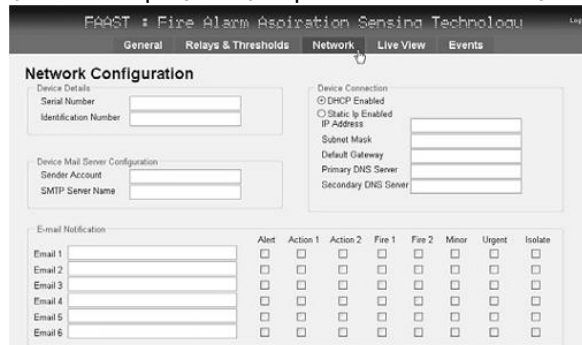 FAAST : Fire Alarm Aspiration Sensing Technology
General Relays & Thresholds Network Live View Events
Network Configuration
Device Details
Serial Number
Identification Number
Device Connection
DHCP Enabled
Static Ip Enabled
IP Address
Subnet Mask
Default Gateway
Primary DNS Server
Secondary DNS Server
Device Mail Server Configuration
Sender Account
SMTP Server Name
E-mail Notification
Alert Action 1 Action 2 Fire 1 Fire 2 Minor Urgent Isolate
Email 1
Email 2
Email 3
Email 4
Email 5
Email 6